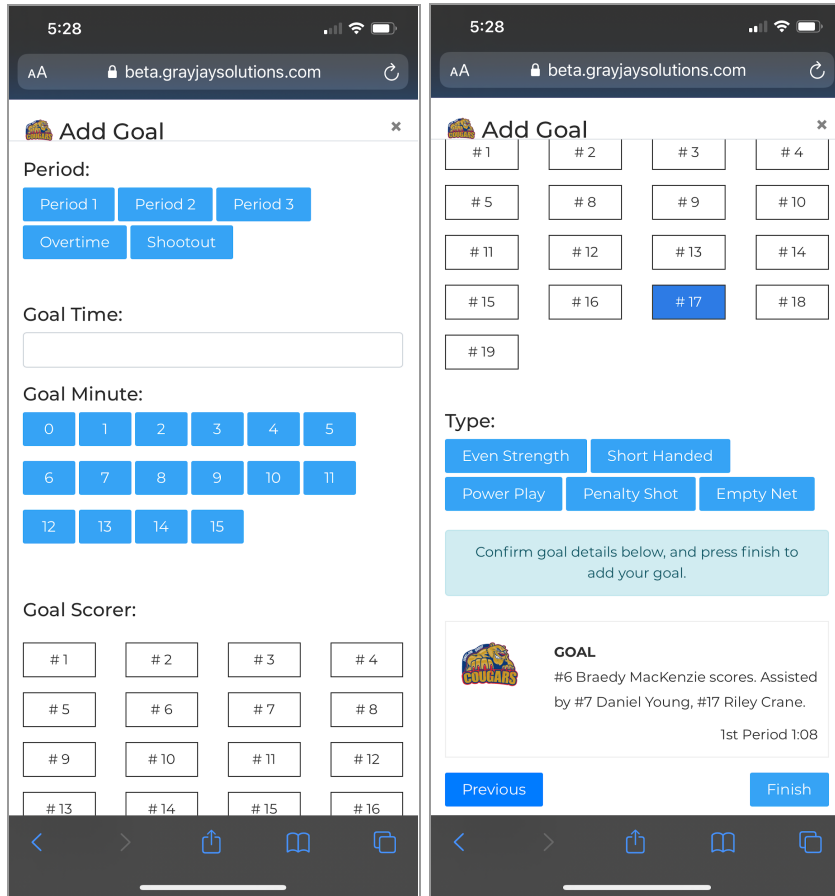 5:28
AA beta.grayjaysolutions.com
COUGARS Add Goal ×
Period:
Period 1 Period 2 Period 3
Overtime Shootout
Goal Time:
Goal Minute:
0 1 2 3 4 5
6 7 8 9 10 11
12 13 14 15
Goal Scorer:
# 1 # 2 # 3 # 4
# 5 # 6 # 7 # 8
# 9 # 10 # 11 # 12
# 13 # 14 # 15 # 16
5:28
AA beta.grayjaysolutions.com
COUGARS Add Goal ×
# 1 # 2 # 3 # 4
# 5 # 8 # 9 # 10
# 11 # 12 # 13 # 14
# 15 # 16 # 17 # 18
# 19
Type:
Even Strength Short Handed
Power Play Penalty Shot Empty Net
Confirm goal details below, and press finish to
add your goal.
COUGARS
GOAL
#6 Braedy MacKenzie scores. Assisted
by #7 Daniel Young, #17 Riley Crane.
1st Period 1:08
Previous Finish